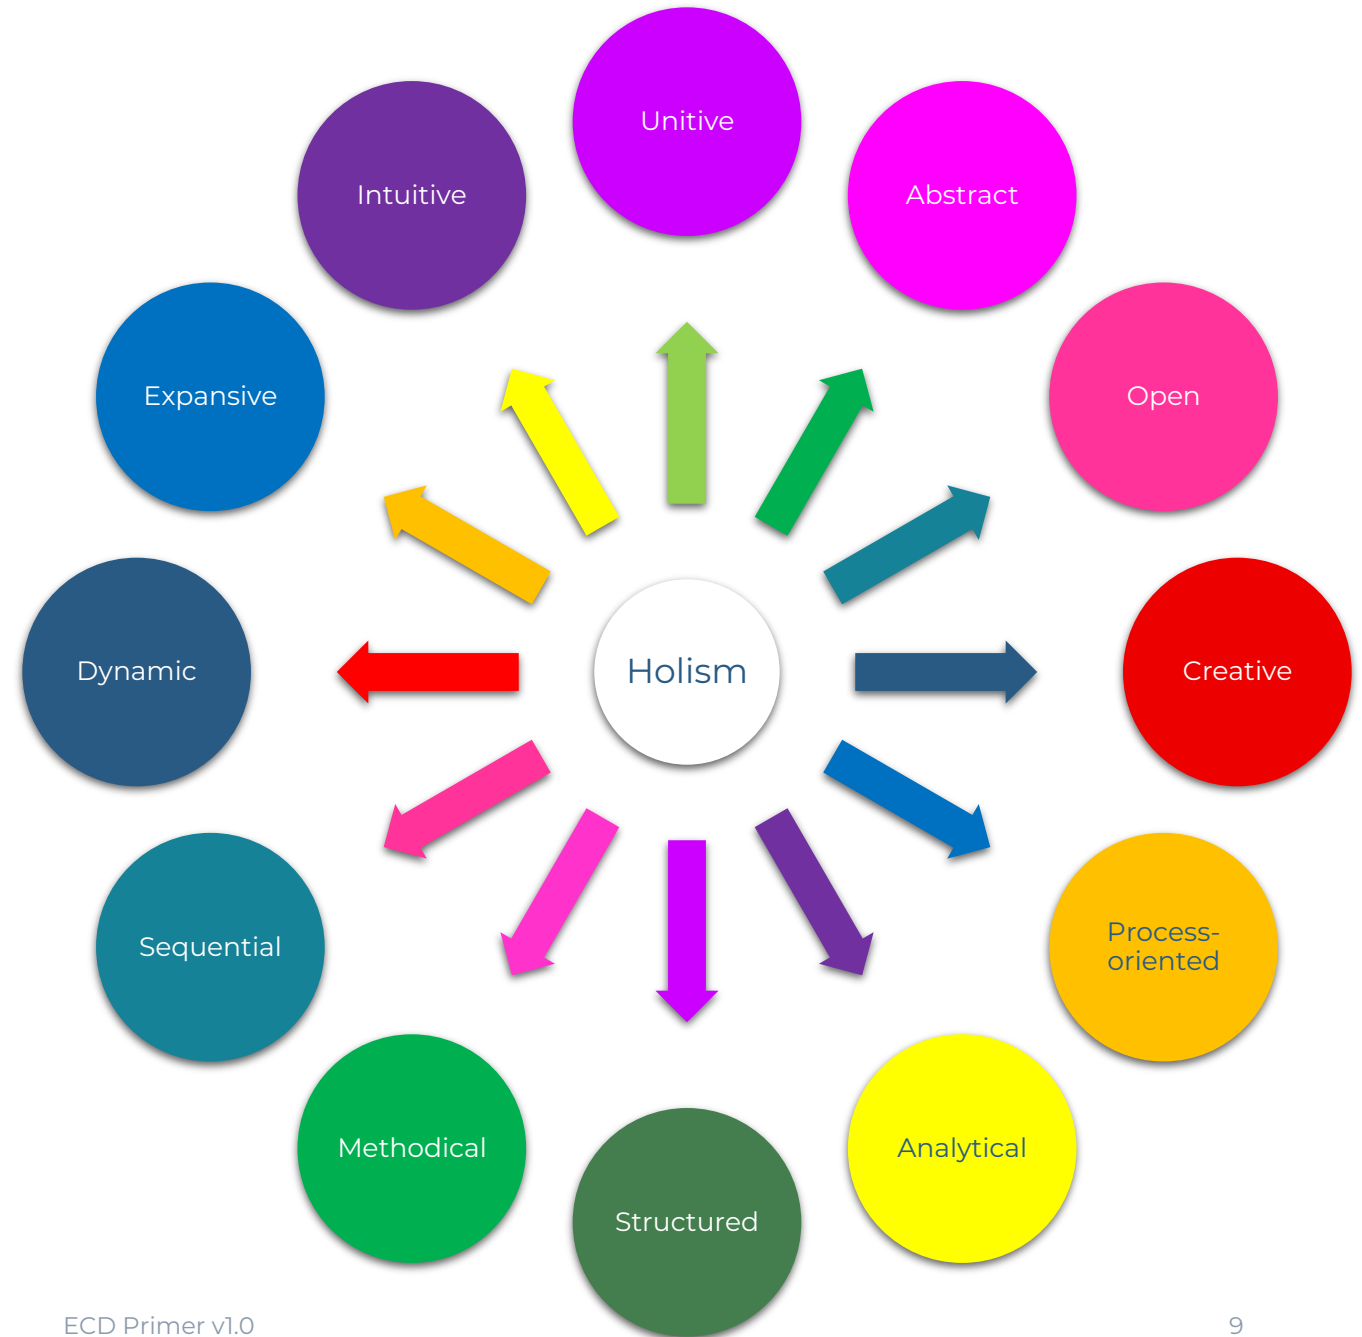 Unitive
Intuitive
Abstract
Expansive
Open
Dynamic
Holism
Creative
Sequential
Process-
oriented
Methodical
Analytical
Structured
ECD Primer v1.0
9